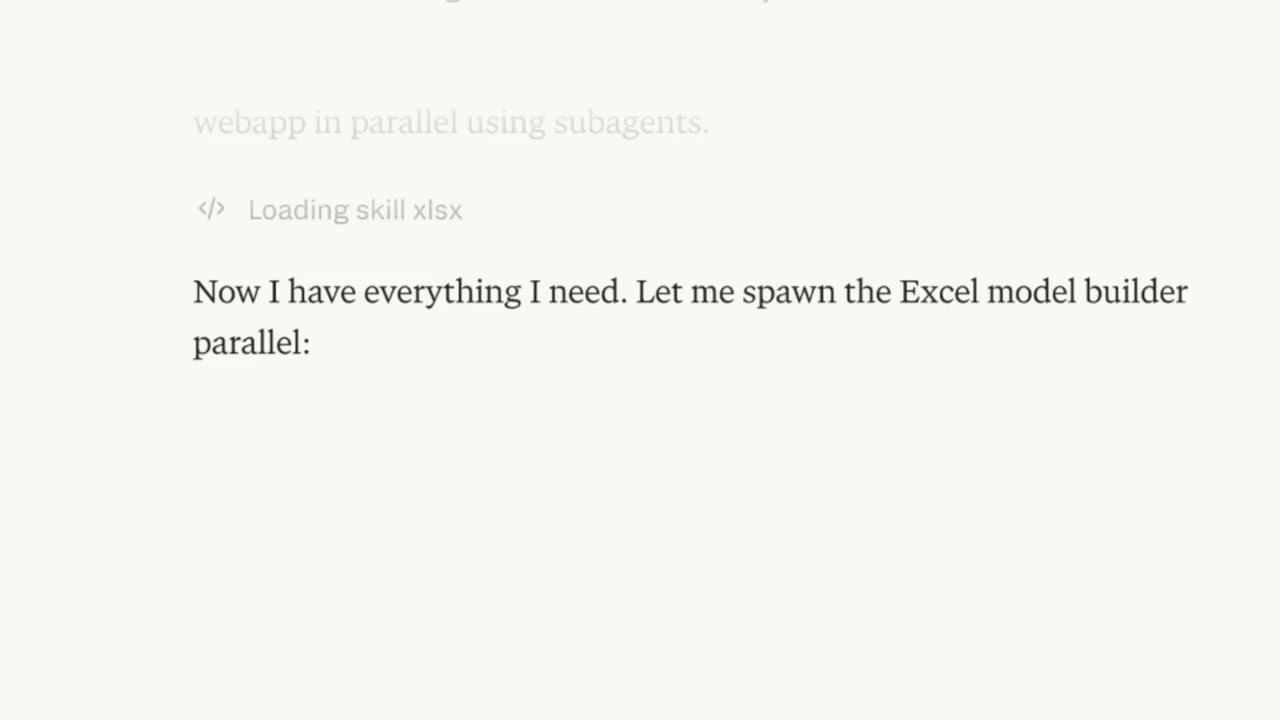 webapp in parallel using subagents.
Loading skill xlsx
Now I have everything I need. Let me spawn the Excel model builder
parallel: